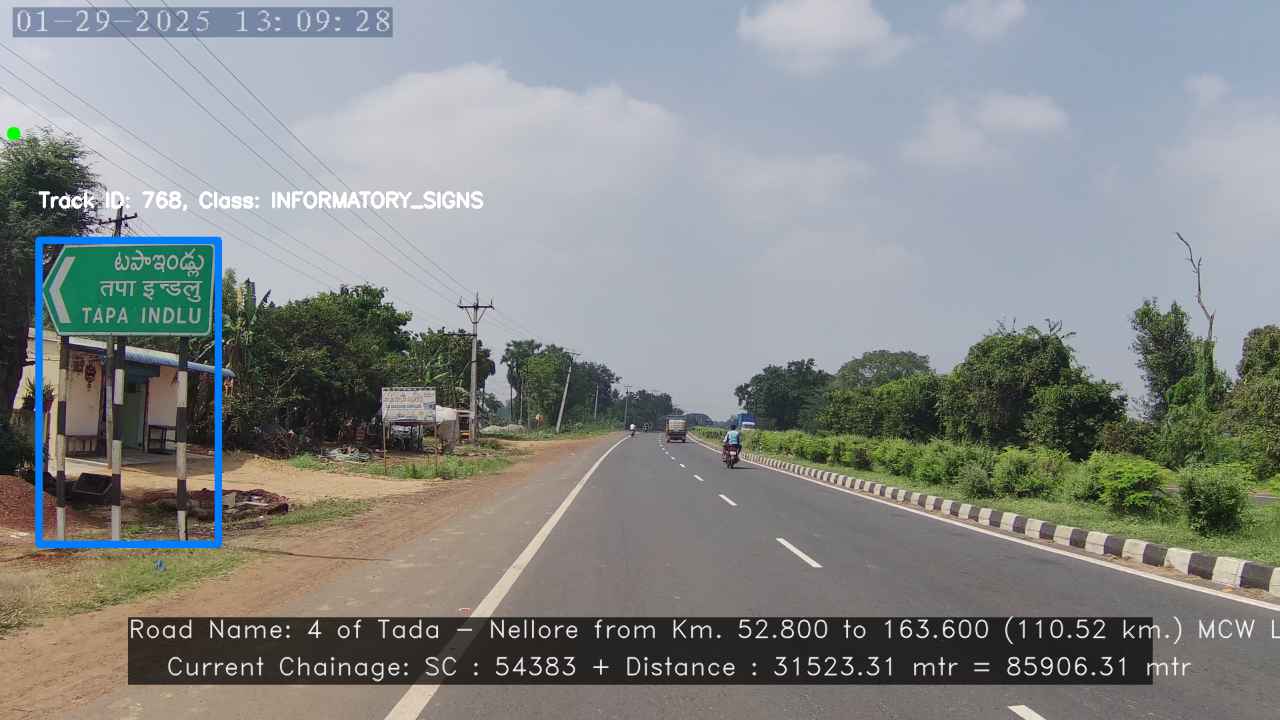 01-29-2025 13:09:28
Track ID: 768, Class: INFORMATORY_SIGNS
టపాఇండ్లు
तपा इन्डलु
TAPA INDLU
Road Name: 4 of Tada - Nellore from Km. 52.800 to 163.600 (110.52 km.) MCW L
Current Chainage: SC : 54383 + Distance : 31523.31 mtr = 85906.31 mtr